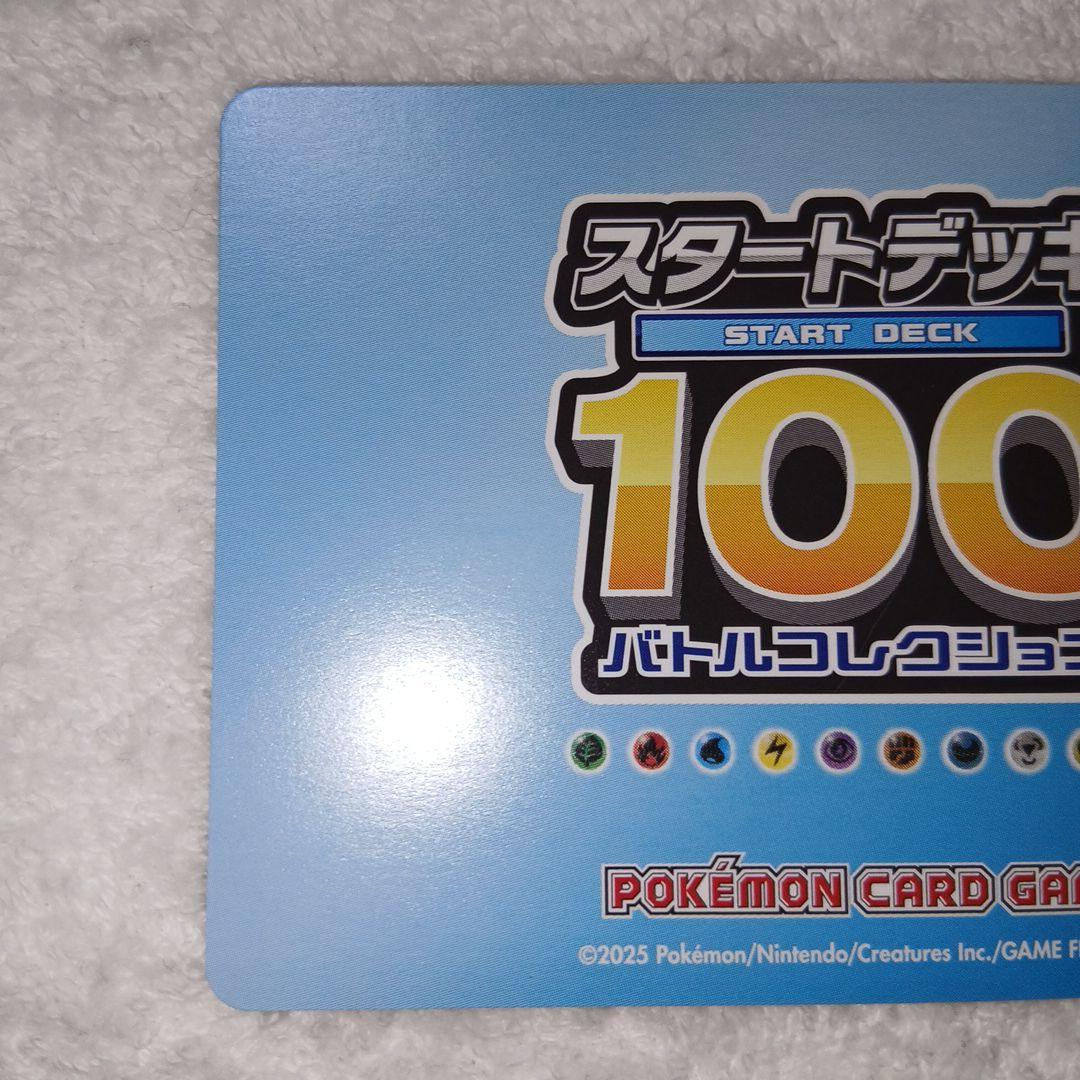 スタートデッキ
START DECK
100
バトルコレクション
POKÉMON CARD GA
©2025 Pokémon/Nintendo/Creatures Inc./GAME F